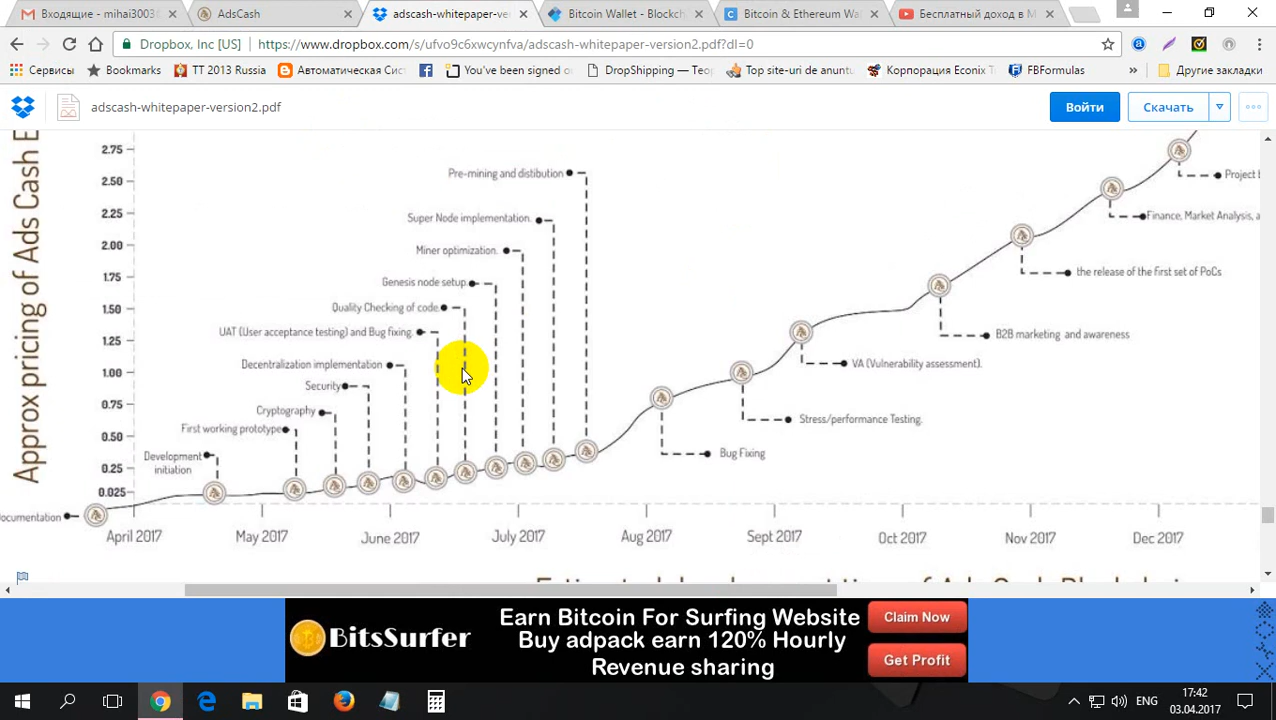 Входящие - mihai3003
AdsCash
adscash-whitepaper-ver
Bitcoin Wallet - Blockch
Bitcoin & Ethereum Wa
Бесплатный доход в М
Dropbox, Inc [US]
https://www.dropbox.com/s/ufvo9c6xwcynfva/adscash-whitepaper-version2.pdf?dl=0
Сервисы
Bookmarks
TT 2013 Russia
Автоматическая Сис
You've been signed o
DropShipping — Теор
Top site-uri de anuntu
Корпорация Econix Te
FBFormulas
»
Другие закладки
adscash-whitepaper-version2.pdf
Войти
Скачать
Approx pricing of Ads Cash
2.75
2.50
2.25
2.00
1.75
1.50
1.25
1.00
0.75
0.50
0.25
0.025
Pre-mining and distibution
Super Node implementation.
Miner optimization.
Genesis node setup.
Quality Checking of code.
UAT (User acceptance testing) and Bug fixing.
Decentralization implementation
Security
Cryptography
First working prototype
Development
initiation
ocumentation
Project
Finance, Market Analysis, a
the release of the first set of PoCs
B2B marketing and awareness
VA (Vulnerability assessment).
Stress/performance Testing.
Bug Fixing
April 2017
May 2017
June 2017
July 2017
Aug 2017
Sept 2017
Oct 2017
Nov 2017
Dec 2017
BitsSurfer
Earn Bitcoin For Surfing Website
Buy adpack earn 120% Hourly
Revenue sharing
Claim Now
Get Profit
ENG
17:42
03.04.2017